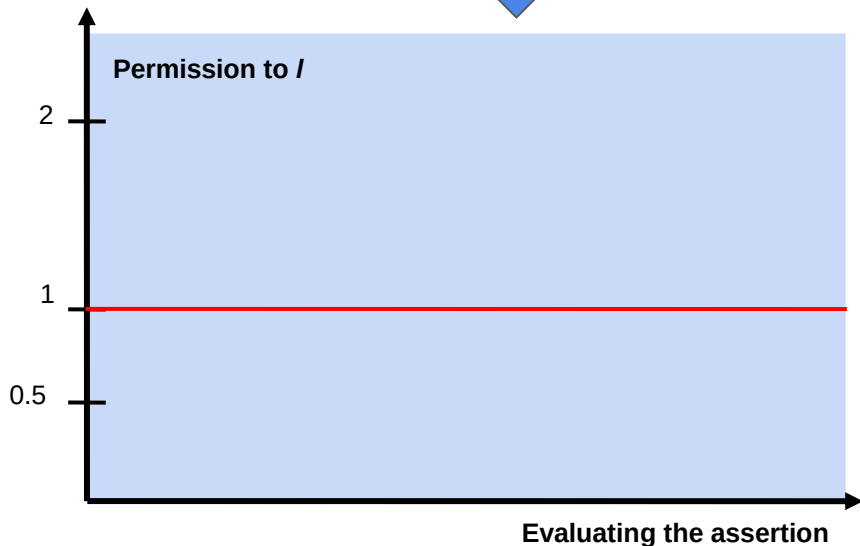 Permission to l
2
1
0.5
Evaluating the assertion